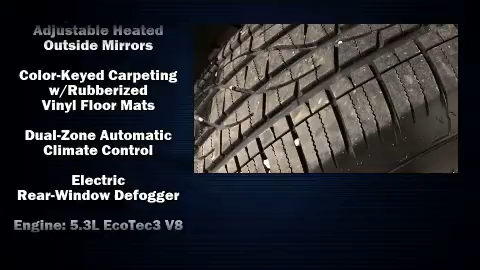 Adjustable Heated
Outside Mirrors
Color-Keyed Carpeting
w/Rubberized
Vinyl Floor Mats
Dual-Zone Automatic
Climate Control
Electric
Rear-Window Defogger
Engine: 5.3L EcoTec3 V8